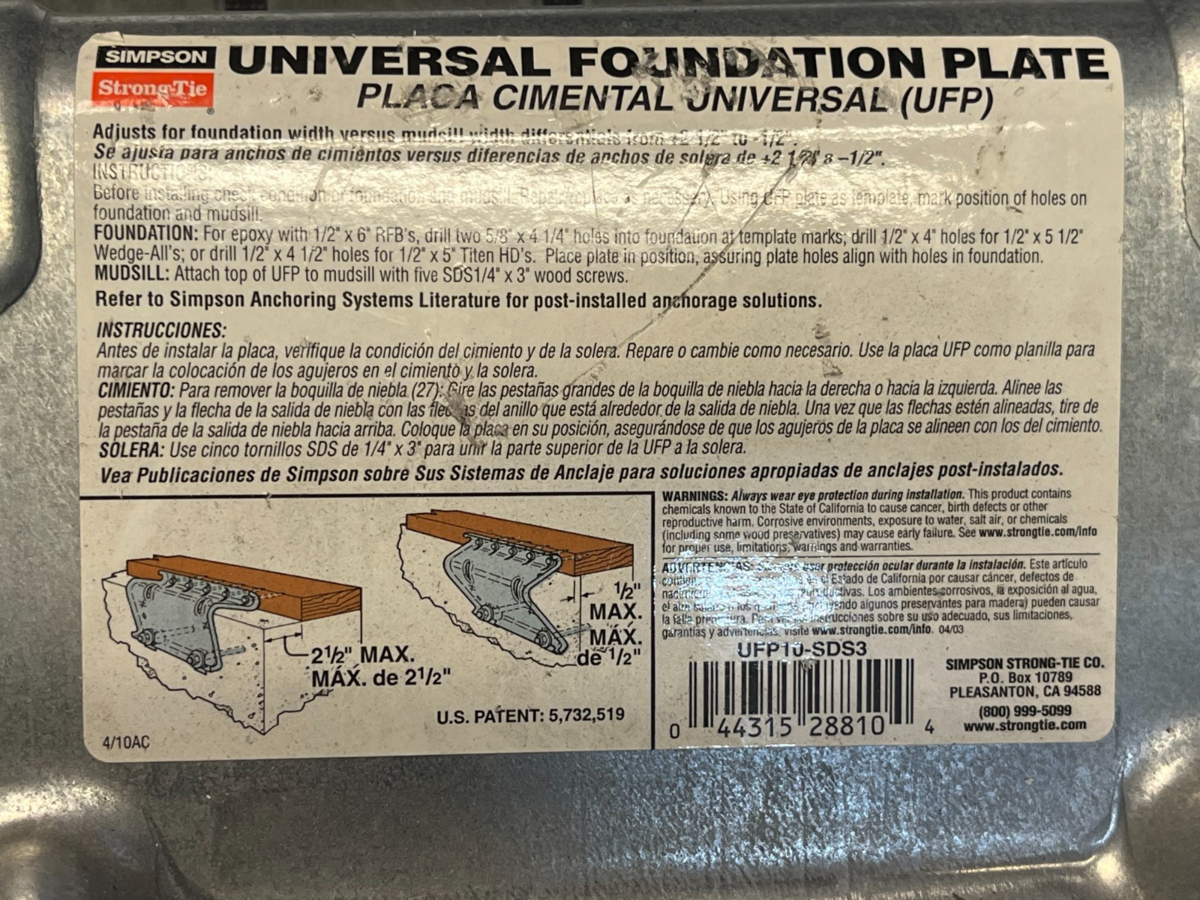 SIMPSON
Strong-Tie
®
UNIVERSAL FOUNDATION PLATE
PLACA CIMENTAL UNIVERSAL (UFP)
Adjusts for foundation width versus mudsill width differentials from +2 1/2" to -1/2".
Se ajusta para anchos de cimientos versus diferencias de anchos de solera de +2 1/2" a –1/2".
INSTRUCTIONS:
Before installing check condition of foundation and Using UFP plate as template, mark position of holes on
foundation and mudsill.
FOUNDATION: For epoxy with 1/2" x 6" RFB's, drill two 5/8" x 4 1/4" holes into foundation at template marks; drill 1/2" x 4" holes for 1/2" x 5 1/2"
Wedge-All's; or drill 1/2" x 4 1/2" holes for 1/2" x 5" Titen HD's. Place plate in position, assuring plate holes align with holes in foundation.
MUDSILL: Attach top of UFP to mudsill with five SDS1/4" x 3" wood screws.
Refer to Simpson Anchoring Systems Literature for post-installed anchorage solutions.
INSTRUCCIONES:
Antes de instalar la placa, verifique la condición del cimiento y de la solera. Repare o cambie como necesario. Use la placa UFP como planilla para
marcar la colocación de los agujeros en el cimiento y la solera.
CIMIENTO: Para remover la boquilla de niebla (27): Gire las pestañas grandes de la boquilla de niebla hacia la derecha o hacia la izquierda. Alinee las
pestañas y la flecha de la salida de niebla con las flechas del anillo que está alrededor de la salida de niebla. Una vez que las flechas estén alineadas, tire de
la pestaña de la salida de niebla hacia arriba. Coloque la placa en su posición, asegurándose de que los agujeros de la placa se alineen con los del cimiento.
SOLERA: Use cinco tornillos SDS de 1/4" x 3" para unir la parte superior de la UFP a la solera.
Vea Publicaciones de Simpson sobre Sus Sistemas de Anclaje para soluciones apropiadas de anclajes post-instalados.
2½" MAX.
MÁX. de 2½"
½"
MAX.
MÁX.
de ½"
U.S. PATENT: 5,732,519
4/10AC
WARNINGS: Always wear eye protection during installation. This product contains
chemicals known to the State of California to cause cancer, birth defects or other
reproductive harm. Corrosive environments, exposure to water, salt air, or chemicals
(including some wood preservatives) may cause early failure. See www.strongtie.com/info
for proper use, limitations, warnings and warranties.
ADVERTENCIAS: Siempre use protección ocular durante la instalación. Este artículo
el Estado de California por causar cáncer, defectos de
Los ambientes corrosivos, la exposición al agua,
el aire algunos preservantes para madera) pueden causar
la falla prematura. Para instrucciones sobre su uso adecuado, sus limitaciones,
garantías y advertencias, visite www.strongtie.com/info. 04/03
UFP10-SDS3
0 44315 28810 4
SIMPSON STRONG-TIE CO.
P.O. Box 10789
PLEASANTON, CA 94588
(800) 999-5099
www.strongtie.com